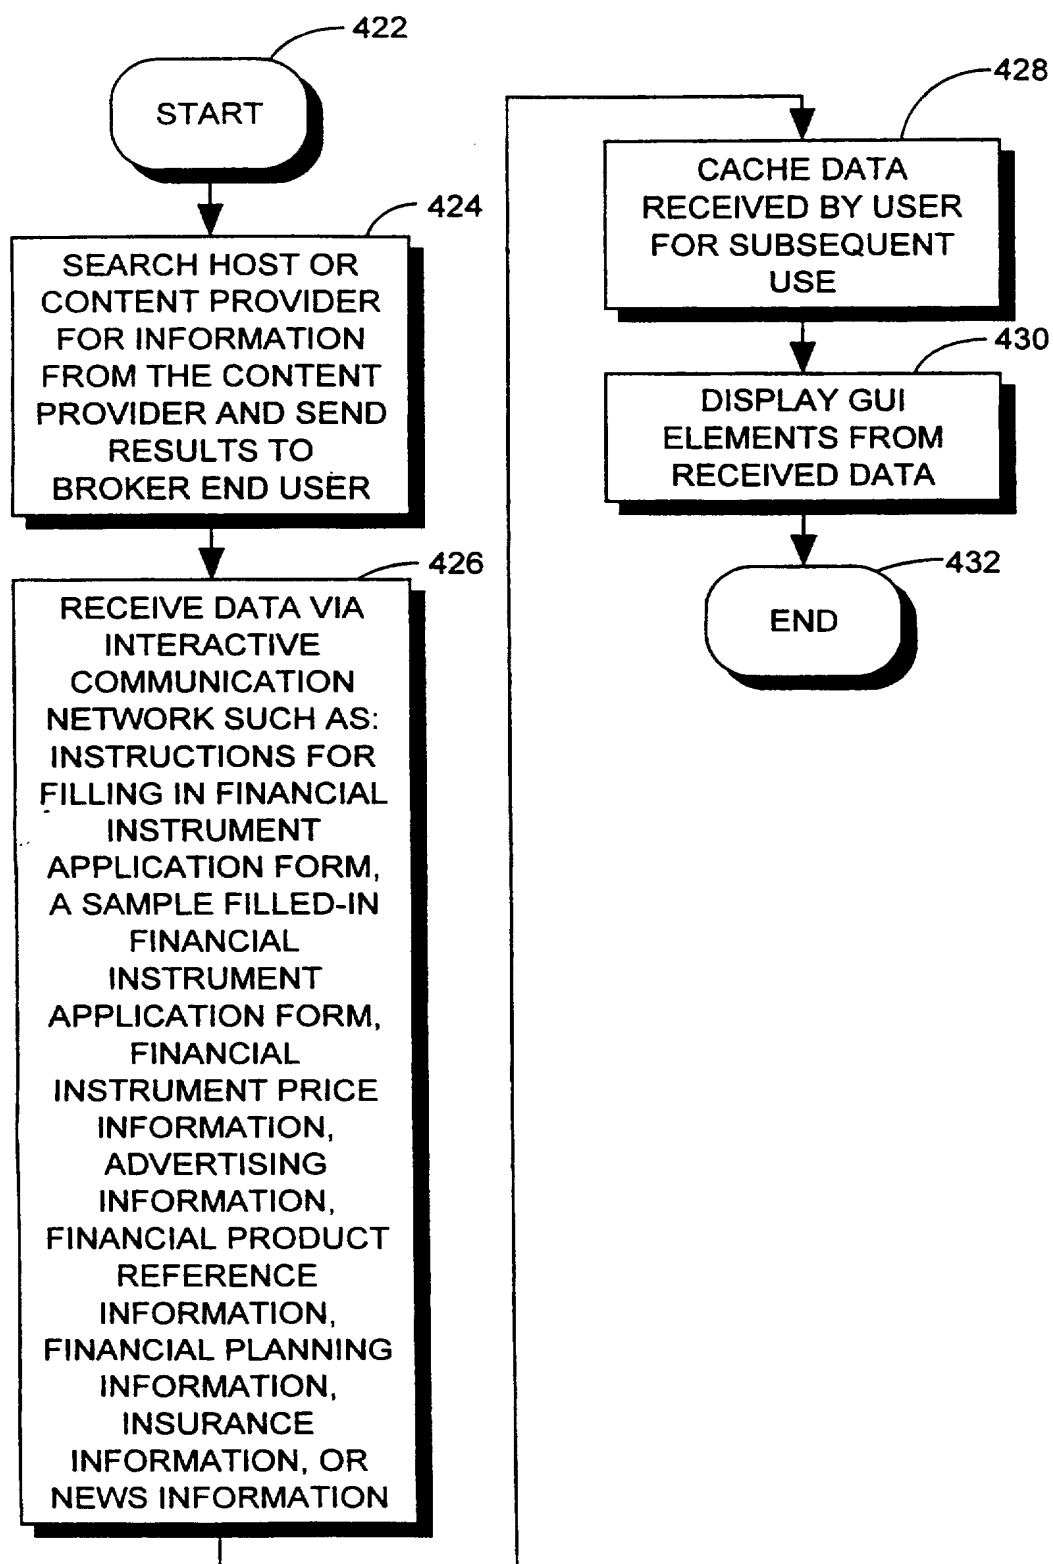 422
START
424
SEARCH HOST OR
CONTENT PROVIDER
FOR INFORMATION
FROM THE CONTENT
PROVIDER AND SEND
RESULTS TO
BROKER END USER
426
RECEIVE DATA VIA
INTERACTIVE
COMMUNICATION
NETWORK SUCH AS:
INSTRUCTIONS FOR
FILLING IN FINANCIAL
INSTRUMENT
APPLICATION FORM,
A SAMPLE FILLED-IN
FINANCIAL
INSTRUMENT
APPLICATION FORM,
FINANCIAL
INSTRUMENT PRICE
INFORMATION,
ADVERTISING
INFORMATION,
FINANCIAL PRODUCT
REFERENCE
INFORMATION,
FINANCIAL PLANNING
INFORMATION,
INSURANCE
INFORMATION, OR
NEWS INFORMATION
428
CACHE DATA
RECEIVED BY USER
FOR SUBSEQUENT
USE
430
DISPLAY GUI
ELEMENTS FROM
RECEIVED DATA
432
END